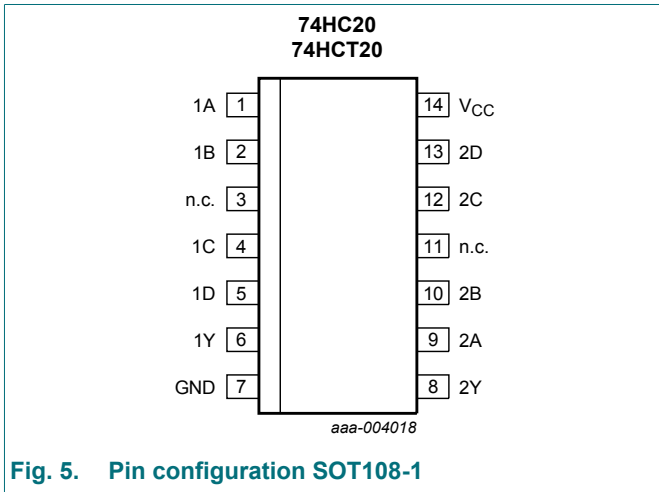 74HC20
74HCT20
1A 1 14 VCC
1B 2 13 2D
n.c. 3 12 2C
1C 4 11 n.c.
1D 5 10 2B
1Y 6 9 2A
GND 7 8 2Y
aaa-004018
Fig. 5. Pin configuration SOT108-1